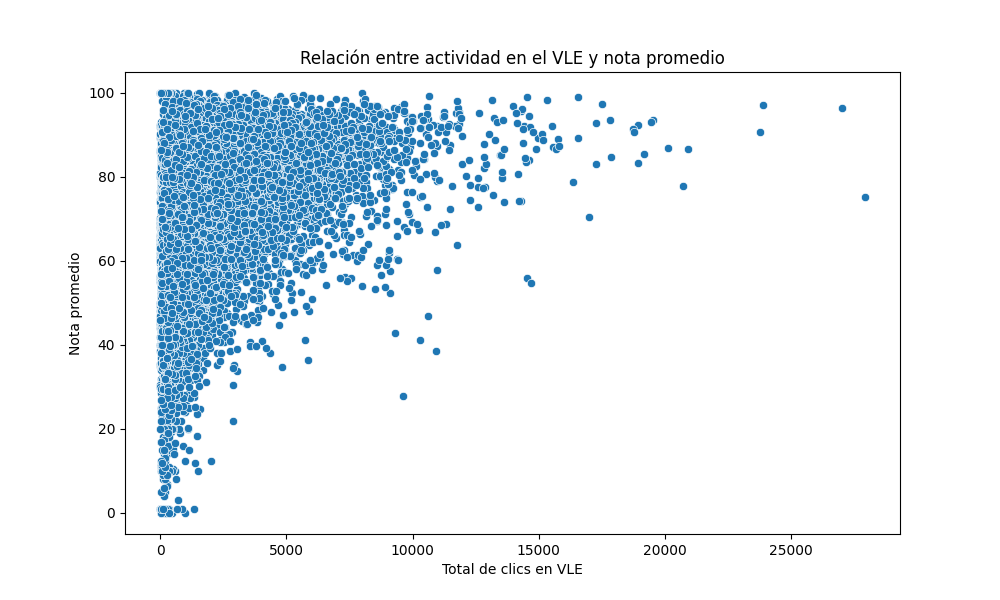 Relación entre actividad en el VLE y nota promedio
100
80
60
40
20
0
Nota promedio
0 5000 10000 15000 20000 25000
Total de clics en VLE